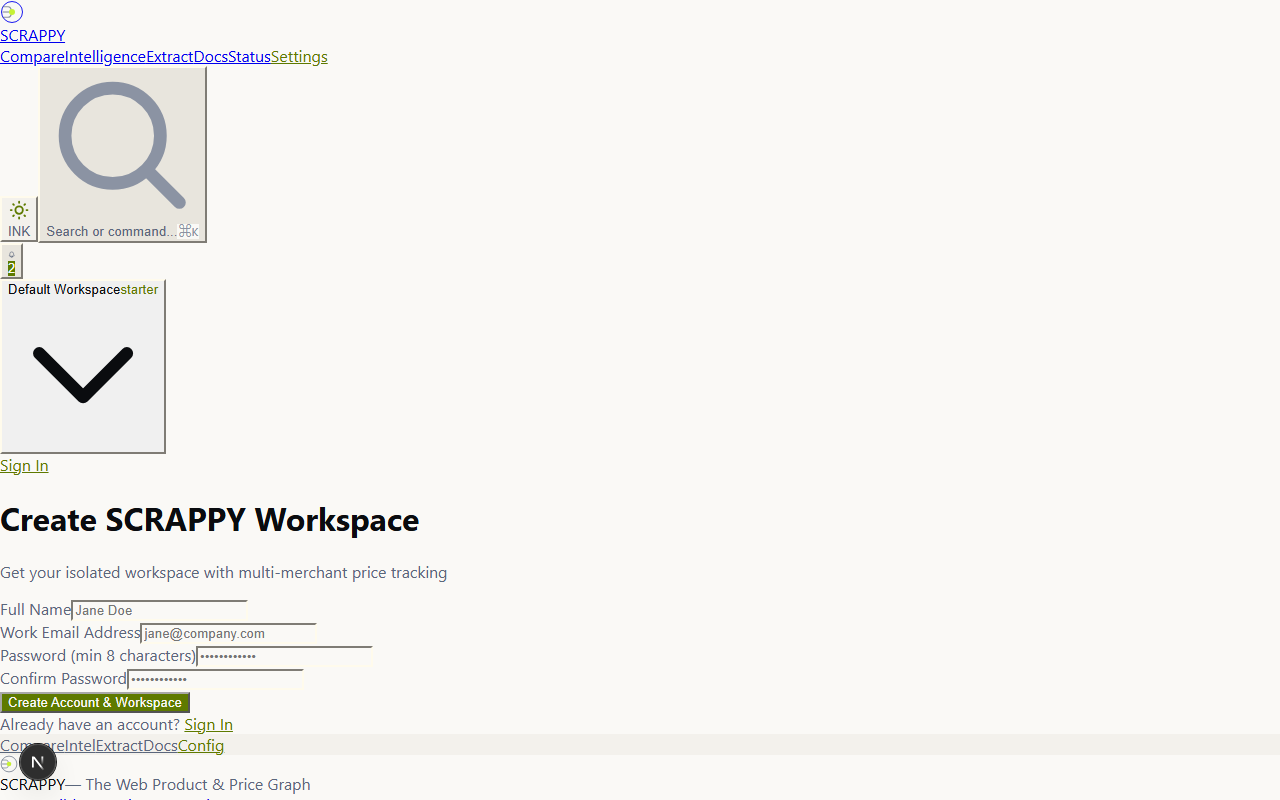 SCRAPPY
CompareIntelligenceExtractDocsStatusSettings
INK
Search or command...⌘K
2
Default Workspacestarter
Sign In
Create SCRAPPY Workspace
Get your isolated workspace with multi-merchant price tracking
Full Name Jane Doe
Work Email Address jane@company.com
Password (min 8 characters) ••••••••••••
Confirm Password ••••••••••••
Create Account & Workspace
Already have an account? Sign In
CompareIntelExtractDocsConfig
N
SCRAPPY— The Web Product & Price Graph